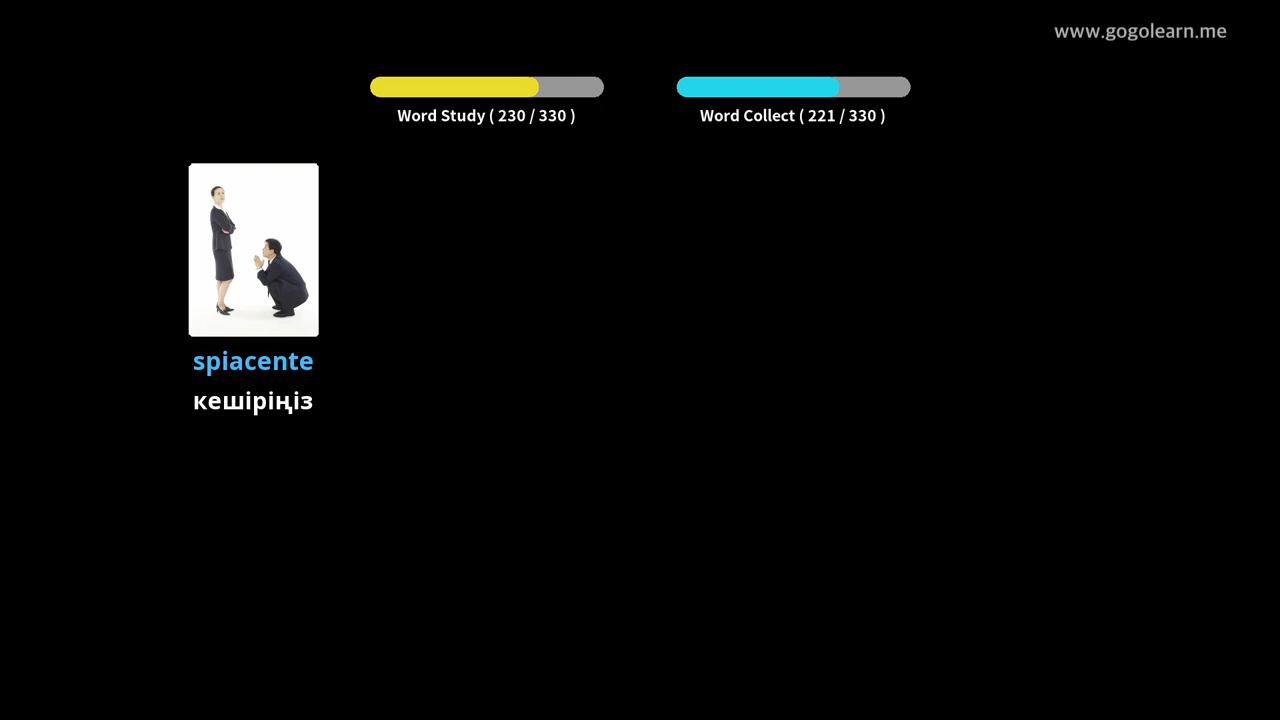 www.gogolearn.me
Word Study ( 230 / 330 )
Word Collect ( 221 / 330 )
spiacente
кешіріңіз